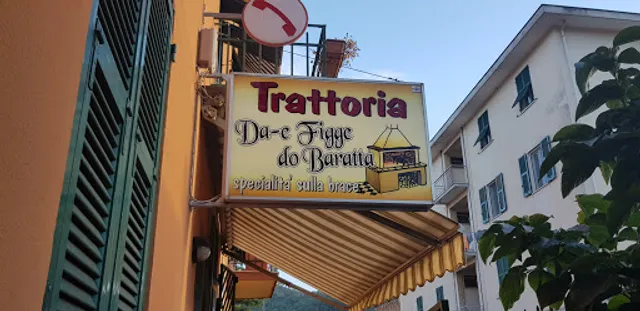 Trattoria
Da-e Figge
do Baratta
specialita' sulla brace